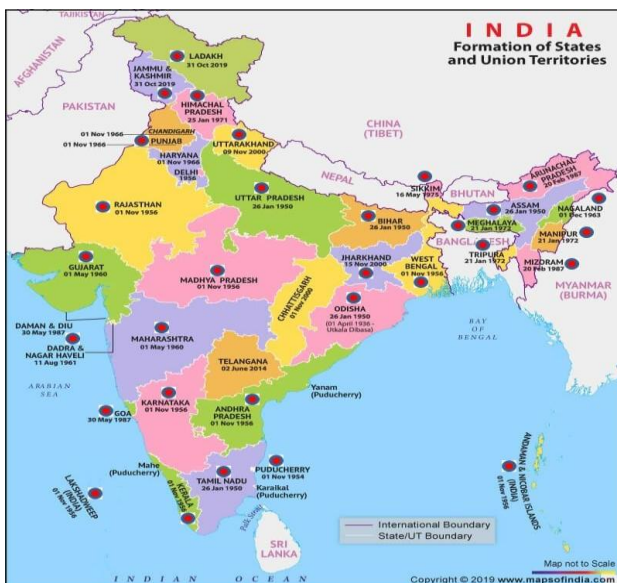 INDIA
Formation of States
and Union Territories
TAJIKISTAN
AFGHANISTAN
PAKISTAN
CHINA
(TIBET)
NEPAL
BHUTAN
BANGLADESH
MYANMAR
(BURMA)
LADAKH
31 Oct 2019
JAMMU &
KASHMIR
31 Oct 2019
HIMACHAL
PRADESH
25 Jan 1971
01 Nov 1966
CHANDIGARH
01 Nov 1966
PUNJAB
UTTARAKHAND
09 Nov 2000
HARYANA
01 Nov 1966
DELHI
1956
RAJASTHAN
01 Nov 1956
UTTAR PRADESH
26 Jan 1950
SIKKIM
16 May 1975
ARUNACHAL
PRADESH
20 Feb 1987
ASSAM
26 Jan 1950
NAGALAND
01 Dec 1963
MEGHALAYA
21 Jan 1972
MANIPUR
21 Jan 1972
TRIPURA
21 Jan 1972
MIZORAM
20 Feb 1987
BIHAR
26 Jan 1950
JHARKHAND
15 Nov 2000
WEST
BENGAL
01 Nov 1956
GUJARAT
01 May 1960
MADHYA PRADESH
01 Nov 1956
CHHATTISGARH
01 Nov 2000
ODISHA
26 Jan 1950
(01 April 1936 -
Utkala Dibasa)
DAMAN & DIU
30 May 1987
DADRA &
NAGAR HAVELI
11 Aug 1961
MAHARASHTRA
01 May 1960
TELANGANA
02 June 2014
BAY
OF
BENGAL
ARABIAN
SEA
Yanam
(Puducherry)
GOA
30 May 1987
KARNATAKA
01 Nov 1956
ANDHRA
PRADESH
01 Nov 1956
Mahe
(Puducherry)
PUDUCHERRY
01 Nov 1954
Karaikal
(Puducherry)
TAMIL NADU
26 Jan 1950
KERALA
01 Nov 1956
LAKSHADWEEP
(INDIA)
01 Nov 1956
ANDAMAN & NICOBAR ISLANDS
(INDIA)
01 Nov 1956
Palk Strait
SRI
LANKA
International Boundary
State/UT Boundary
INDIAN OCEAN
Map not to Scale
Copyright © 2019 www.mapsofindia.com